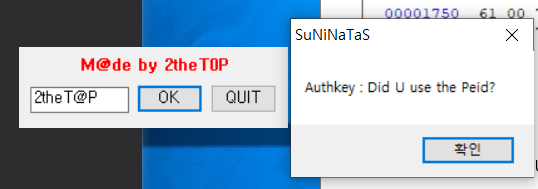 00001750 61 00
SuNiNaTaS
M@de by 2theT0P
2theT@P
OK
QUIT
Authkey : Did U use the Peid?
확인